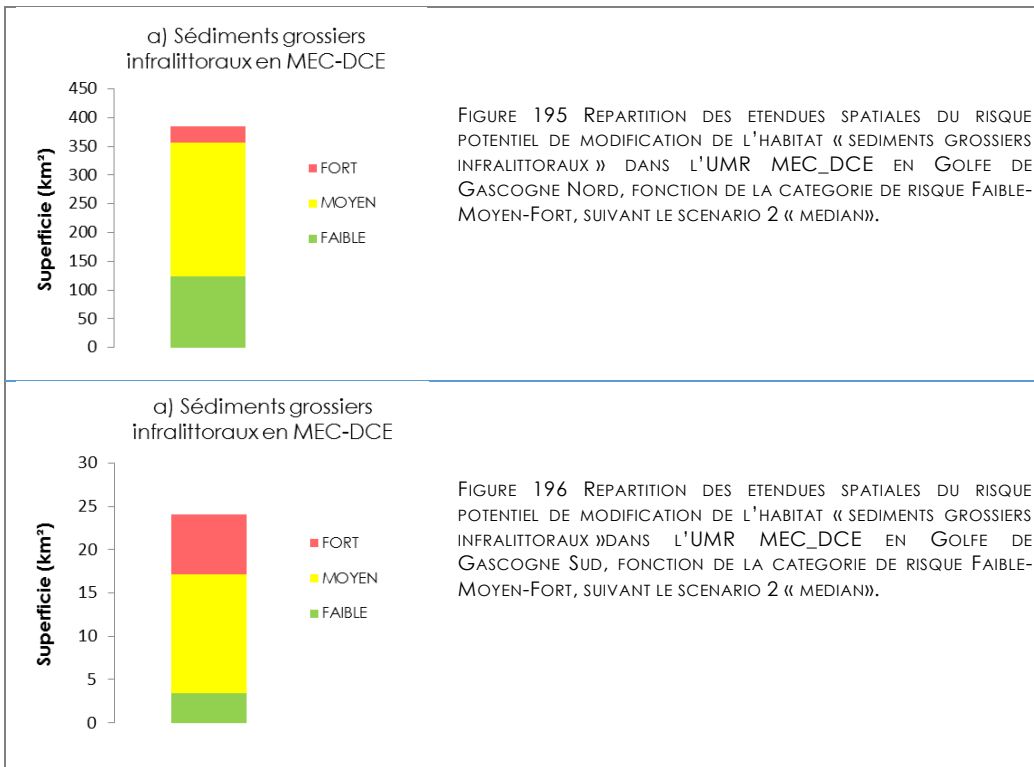 a) Sédiments grossiers
infralittoraux en MEC-DCE
Superficie (km²)
450
400
350
300
250
200
150
100
50
0
FORT
MOYEN
FAIBLE
FIGURE 195 REPARTITION DES ETENDUES SPATIALES DU RISQUE
POTENTIEL DE MODIFICATION DE L'HABITAT « SEDIMENTS GROSSIERS
INFRALITTORAUX » DANS L'UMR MEC_DCE EN GOLFE DE
GASCOGNE NORD, FONCTION DE LA CATEGORIE DE RISQUE FAIBLE-
MOYEN-FORT, SUIVANT LE SCENARIO 2 « MEDIAN».
a) Sédiments grossiers
infralittoraux en MEC-DCE
Superficie (km²)
30
25
20
15
10
5
0
FORT
MOYEN
FAIBLE
FIGURE 196 REPARTITION DES ETENDUES SPATIALES DU RISQUE
POTENTIEL DE MODIFICATION DE L'HABITAT « SEDIMENTS GROSSIERS
INFRALITTORAUX »DANS L'UMR MEC_DCE EN GOLFE DE
GASCOGNE SUD, FONCTION DE LA CATEGORIE DE RISQUE FAIBLE-
MOYEN-FORT, SUIVANT LE SCENARIO 2 « MEDIAN».